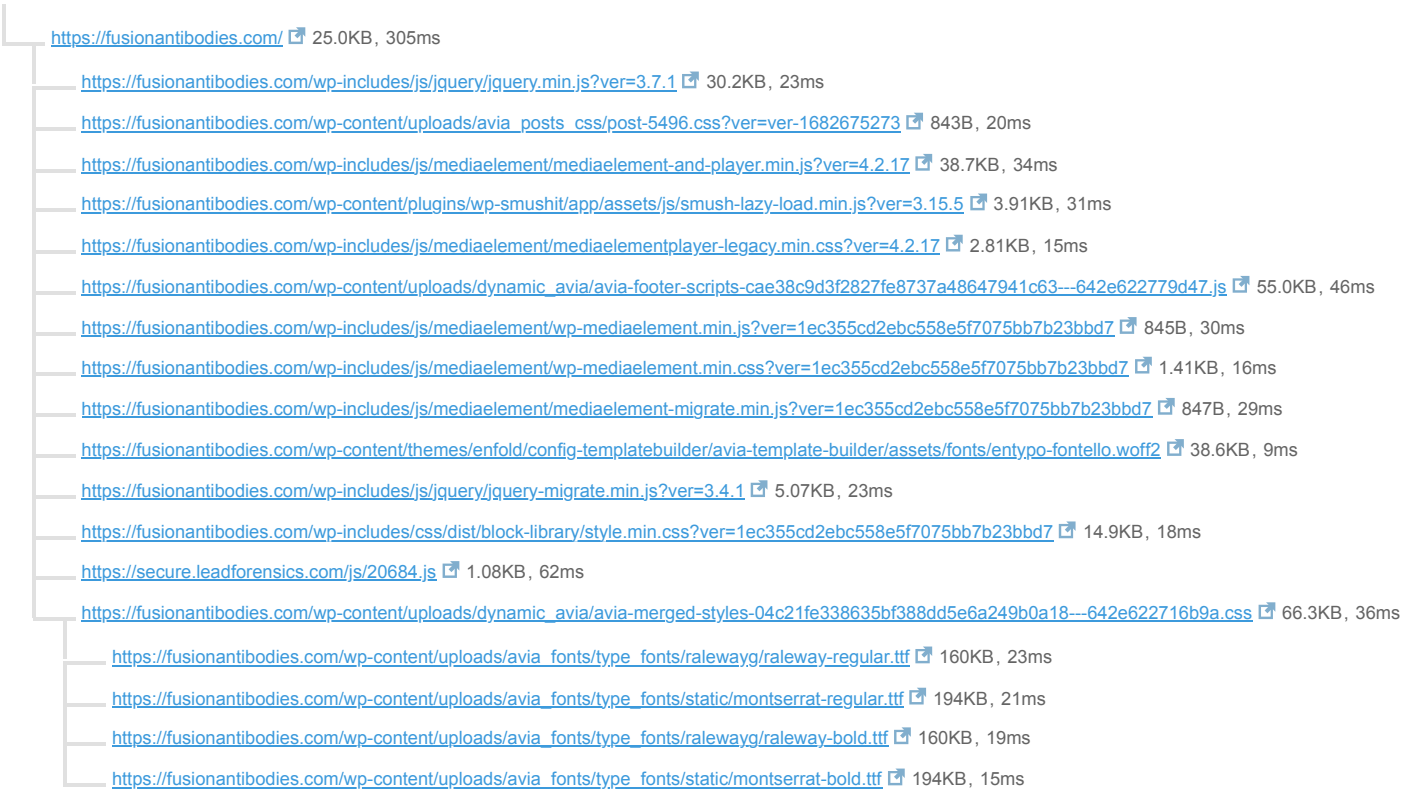 https://fusionantibodies.com/ 25.0KB, 305ms
https://fusionantibodies.com/wp-includes/js/jquery/jquery.min.js?ver=3.7.1 30.2KB, 23ms
https://fusionantibodies.com/wp-content/uploads/avia_posts_css/post-5496.css?ver=ver-1682675273 843B, 20ms
https://fusionantibodies.com/wp-includes/js/mediaelement/mediaelement-and-player.min.js?ver=4.2.17 38.7KB, 34ms
https://fusionantibodies.com/wp-content/plugins/wp-smushit/app/assets/js/smush-lazy-load.min.js?ver=3.15.5 3.91KB, 31ms
https://fusionantibodies.com/wp-includes/js/mediaelement/mediaelementplayer-legacy.min.css?ver=4.2.17 2.81KB, 15ms
https://fusionantibodies.com/wp-content/uploads/dynamic_avia/avia-footer-scripts-cae38c9d3f2827fe8737a48647941c63---642e622779d47.js 55.0KB, 46ms
https://fusionantibodies.com/wp-includes/js/mediaelement/wp-mediaelement.min.js?ver=1ec355cd2ebc558e5f7075bb7b23bbd7 845B, 30ms
https://fusionantibodies.com/wp-includes/js/mediaelement/wp-mediaelement.min.css?ver=1ec355cd2ebc558e5f7075bb7b23bbd7 1.41KB, 16ms
https://fusionantibodies.com/wp-includes/js/mediaelement/mediaelement-migrate.min.js?ver=1ec355cd2ebc558e5f7075bb7b23bbd7 847B, 29ms
https://fusionantibodies.com/wp-content/themes/enfold/config-templatebuilder/avia-template-builder/assets/fonts/entypo-fontello.woff2 38.6KB, 9ms
https://fusionantibodies.com/wp-includes/js/jquery/jquery-migrate.min.js?ver=3.4.1 5.07KB, 23ms
https://fusionantibodies.com/wp-includes/css/dist/block-library/style.min.css?ver=1ec355cd2ebc558e5f7075bb7b23bbd7 14.9KB, 18ms
https://secure.leadforensics.com/js/20684.js 1.08KB, 62ms
https://fusionantibodies.com/wp-content/uploads/dynamic_avia/avia-merged-styles-04c21fe338635bf388dd5e6a249b0a18---642e622716b9a.css 66.3KB, 36ms
https://fusionantibodies.com/wp-content/uploads/avia_fonts/type_fonts/ralewayg/raleway-regular.ttf 160KB, 23ms
https://fusionantibodies.com/wp-content/uploads/avia_fonts/type_fonts/static/montserrat-regular.ttf 194KB, 21ms
https://fusionantibodies.com/wp-content/uploads/avia_fonts/type_fonts/ralewayg/raleway-bold.ttf 160KB, 19ms
https://fusionantibodies.com/wp-content/uploads/avia_fonts/type_fonts/static/montserrat-bold.ttf 194KB, 15ms